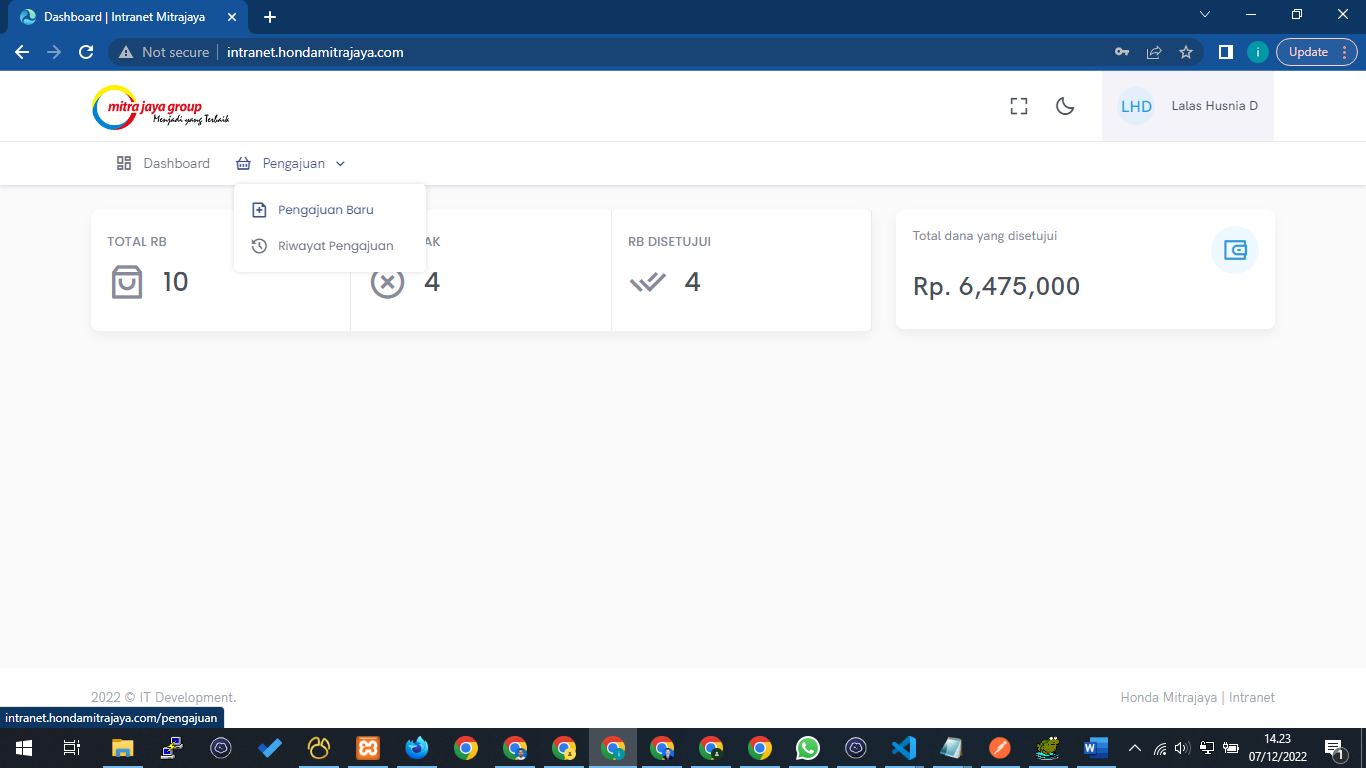 Dashboard | Intranet Mitrajaya
Not secure | intranet.hondamitrajaya.com
i
Update
mitra jaya group
Menjadi yang Terbaik
LHD
Lalas Husnia D
Dashboard
Pengajuan
Pengajuan Baru
Riwayat Pengajuan
TOTAL RB
10
AK
4
RB DISETUJUI
4
Total dana yang disetujui
Rp. 6,475,000
2022 © IT Development.
Honda Mitrajaya | Intranet
intranet.hondamitrajaya.com/pengajuan
14.23
07/12/2022
1